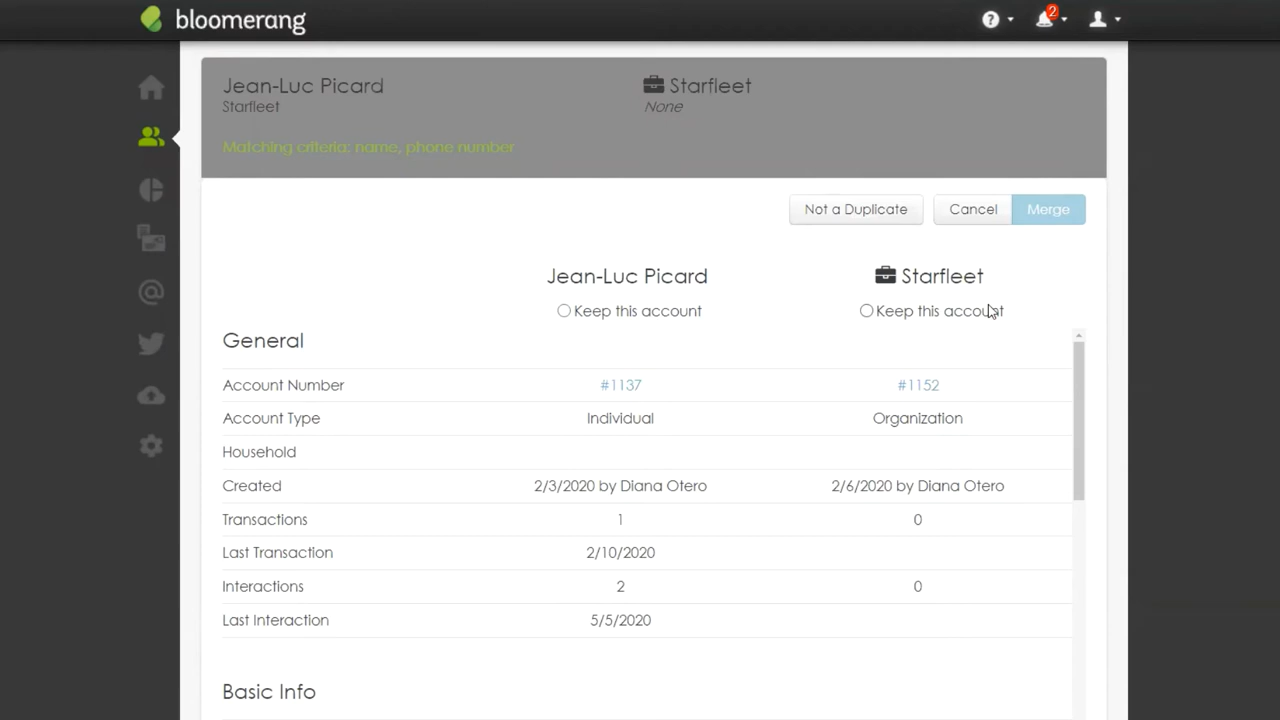 bloomerang
2
Jean-Luc Picard Starfleet
Starfleet None
Matching criteria: name, phone number
Not a Duplicate Cancel Merge
Jean-Luc Picard Starfleet
Keep this account Keep this account
General
Account Number #1137 #1152
Account Type Individual Organization
Household
Created 2/3/2020 by Diana Otero 2/6/2020 by Diana Otero
Transactions 1 0
Last Transaction 2/10/2020
Interactions 2 0
Last Interaction 5/5/2020
Basic Info